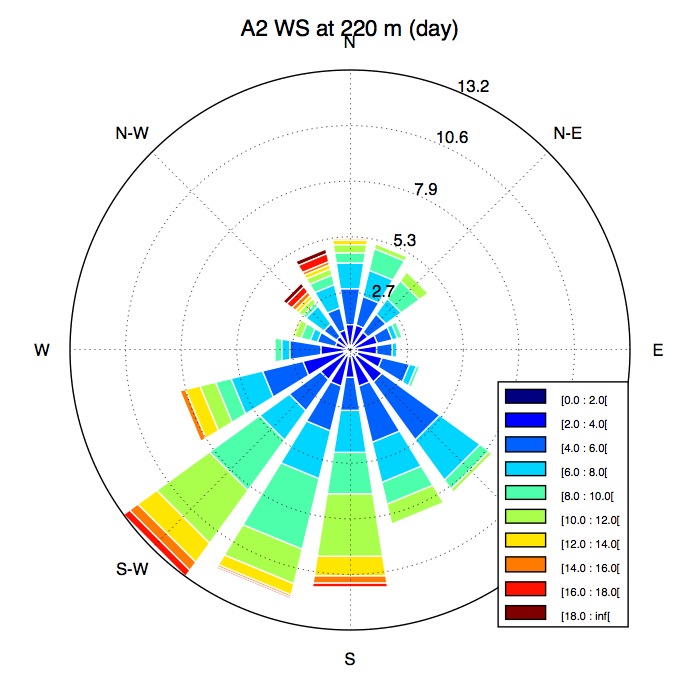 A2 WS at 220 m (day)
N
13.2
N-W
N-E
10.6
7.9
5.3
2.7
W
E
[0.0 : 2.0[
[2.0 : 4.0[
[4.0 : 6.0[
[6.0 : 8.0[
[8.0 : 10.0[
[10.0 : 12.0[
[12.0 : 14.0[
[14.0 : 16.0[
[16.0 : 18.0[
[18.0 : inf[
S-W
S